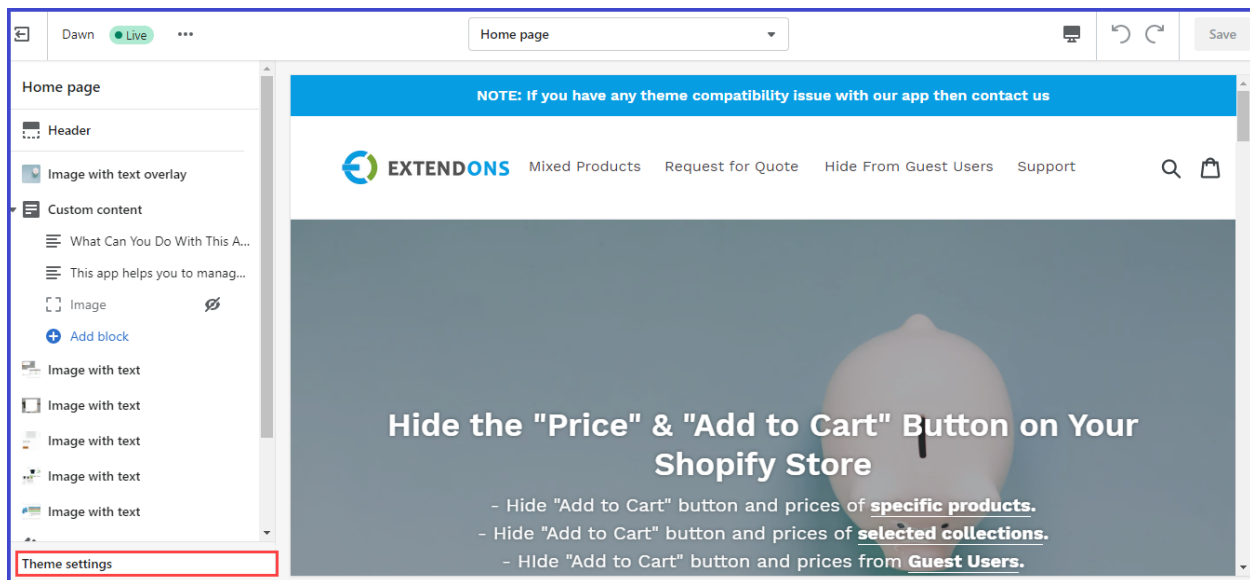 Dawn Live Home page Save
Home page
Header
Image with text overlay
Custom content
What Can You Do With This A...
This app helps you to manag...
Image
Add block
Image with text
Image with text
Image with text
Image with text
Image with text
Theme settings
NOTE: If you have any theme compatibility issue with our app then contact us
EXTENDONS Mixed Products Request for Quote Hide From Guest Users Support
Hide the "Price" & "Add to Cart" Button on Your
Shopify Store
- Hide "Add to Cart" button and prices of specific products.
- Hide "Add to Cart" button and prices of selected collections.
- HIde "Add to Cart" button and prices from Guest Users.